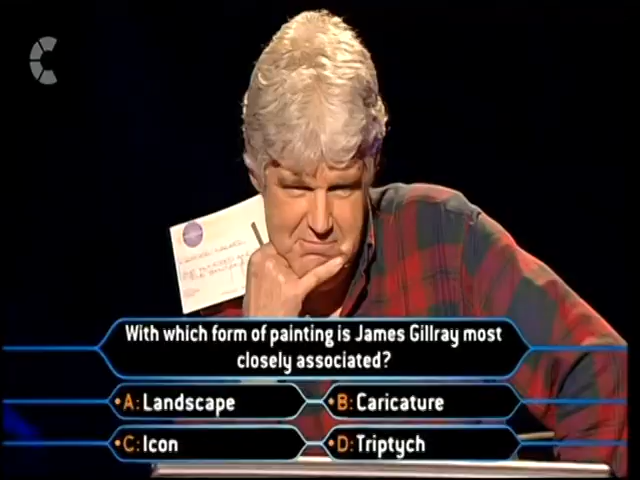 With which form of painting is James Gillray most
closely associated?
A: Landscape
B: Caricature
C: Icon
D: Triptych